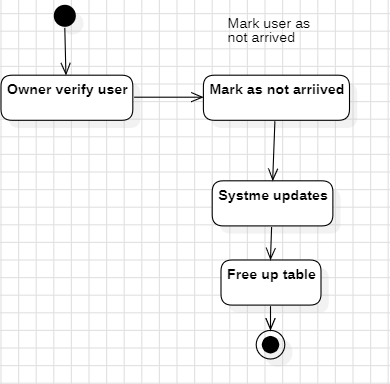 Mark user as
not arrived
Owner verify user
Mark as not arriived
Systme updates
Free up table